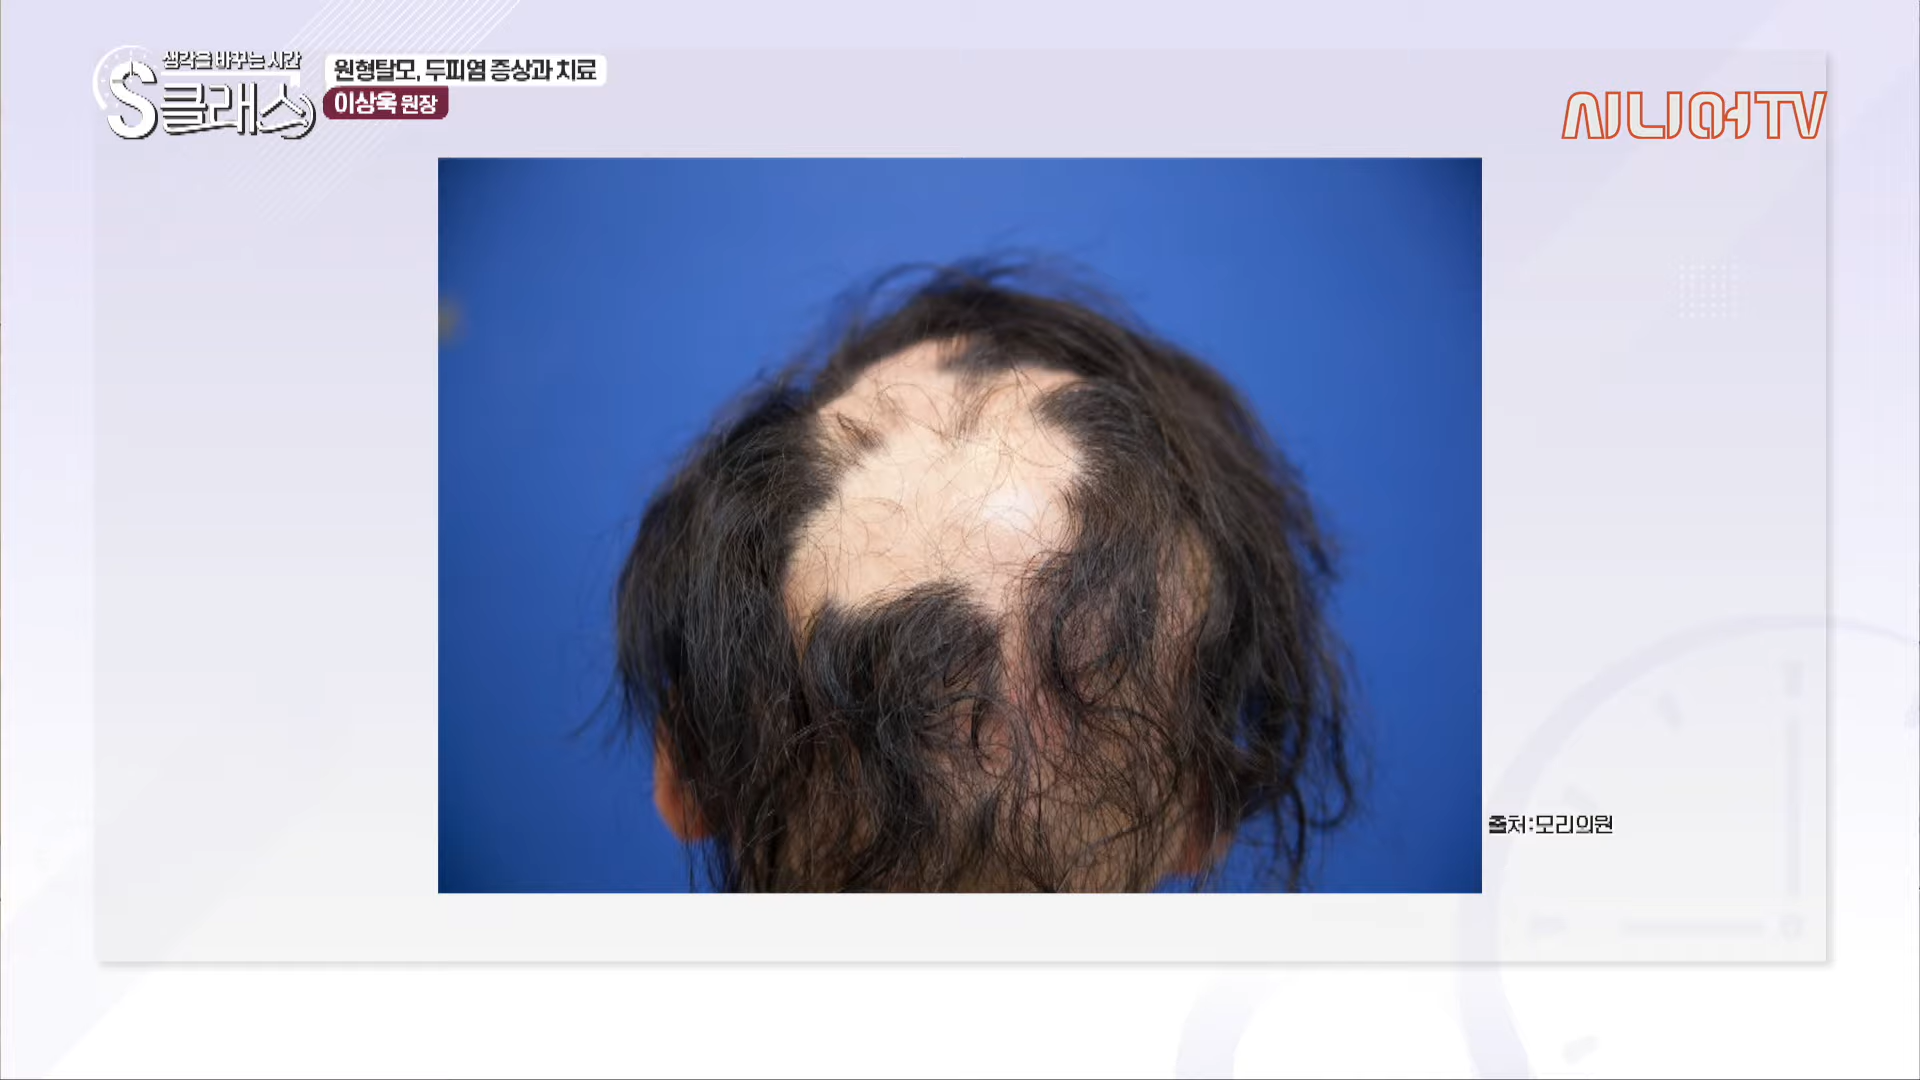 생각을 바꾸는 시간
S클래스
원형탈모, 두피염 증상과 치료
이상욱 원장
시니어TV
출처:모리의원